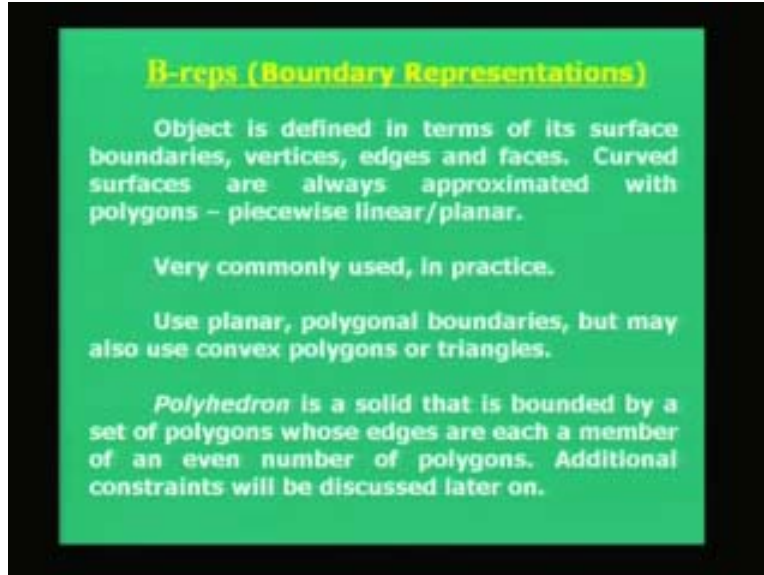 B-reps (Boundary Representations)
Object is defined in terms of its surface
boundaries, vertices, edges and faces. Curved
surfaces are always approximated with
polygons – piecewise linear/planar.
Very commonly used, in practice.
Use planar, polygonal boundaries, but may
also use convex polygons or triangles.
Polyhedron is a solid that is bounded by a
set of polygons whose edges are each a member
of an even number of polygons. Additional
constraints will be discussed later on.